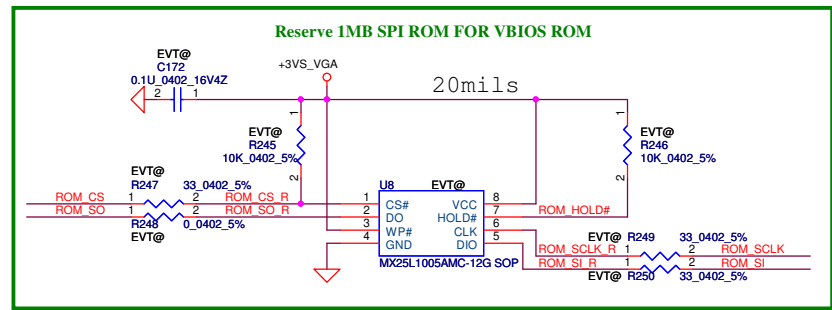 Reserve 1MB SPI ROM FOR VBIOS ROM
EVT@
C172
0.1U_0402_16V4Z
2 1
+3VS_VGA
20mils
1
EVT@
R245
10K_0402_5%
2
1
EVT@
R246
10K_0402_5%
2
EVT@
R247 33_0402_5%
ROM_CS 1 2 ROM_CS_R
ROM_SO 1 2 ROM_SO_R
R248 0_0402_5%
EVT@
U8 EVT@
1 CS# VCC 8
2 DO HOLD# 7 ROM_HOLD#
3 WP# CLK 6
4 GND DIO 5
MX25L1005AMC-12G SOP
EVT@ R249 33_0402_5%
ROM_SCLK_R 1 2 ROM_SCLK
ROM_SI_R 1 2 ROM_SI
EVT@ R250 33_0402_5%